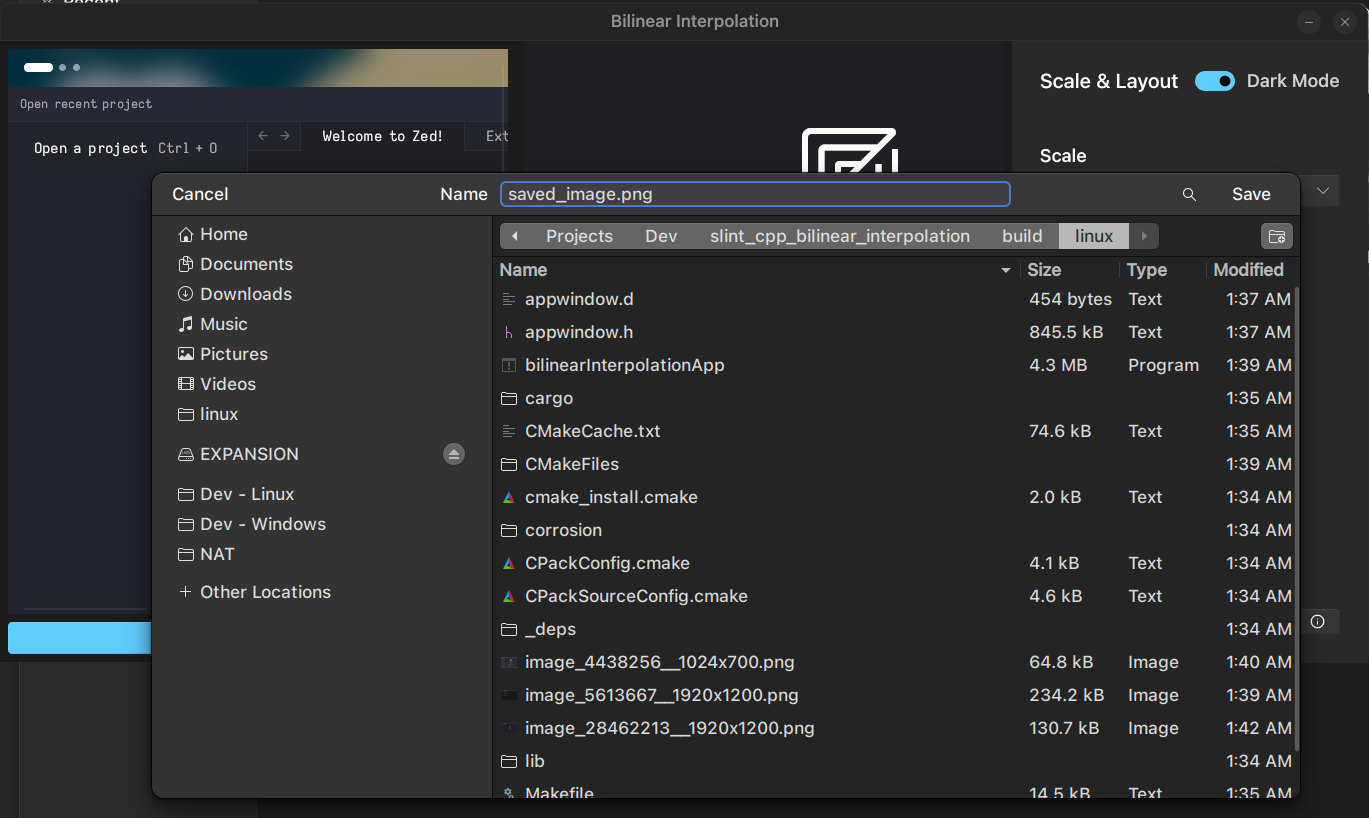 Recent
Bilinear Interpolation
Scale & Layout Dark Mode
Open recent project
Open a project Ctrl + O
Welcome to Zed! Ext
Scale
Cancel Name saved_image.png Save
Home
Documents
Downloads
Music
Pictures
Videos
linux
EXPANSION
Dev - Linux
Dev - Windows
NAT
Other Locations
Projects Dev slint_cpp_bilinear_interpolation build linux
Name Size Type Modified
appwindow.d 454 bytes Text 1:37 AM
appwindow.h 845.5 kB Text 1:37 AM
bilinearInterpolationApp 4.3 MB Program 1:39 AM
cargo 1:35 AM
CMakeCache.txt 74.6 kB Text 1:35 AM
CMakeFiles 1:39 AM
cmake_install.cmake 2.0 kB Text 1:34 AM
corrosion 1:34 AM
CPackConfig.cmake 4.1 kB Text 1:34 AM
CPackSourceConfig.cmake 4.6 kB Text 1:34 AM
_deps 1:34 AM
image_4438256__1024x700.png 64.8 kB Image 1:40 AM
image_5613667__1920x1200.png 234.2 kB Image 1:39 AM
image_28462213__1920x1200.png 130.7 kB Image 1:42 AM
lib 1:34 AM
Makefile 14.5 kB Text 1:35 AM